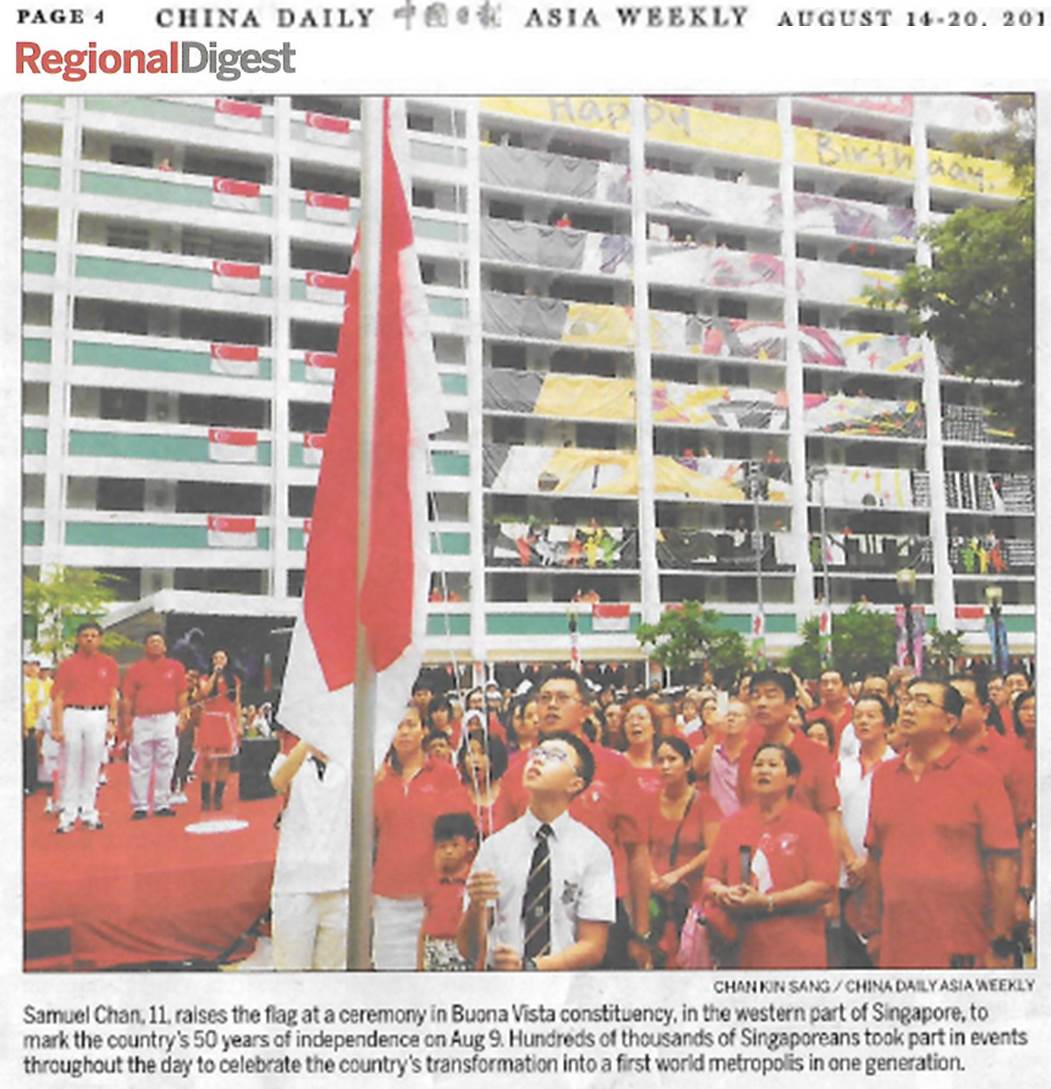 PAGE 4 CHINA DAILY 中國日報 ASIA WEEKLY AUGUST 14-20, 201
RegionalDigest
Happy
Birthday,
CHAN KIN SANG / CHINA DAILY ASIA WEEKLY
Samuel Chan, 11, raises the flag at a ceremony in Buona Vista constituency, in the western part of Singapore, to
mark the country's 50 years of independence on Aug 9. Hundreds of thousands of Singaporeans took part in events
throughout the day to celebrate the country's transformation into a first world metropolis in one generation.